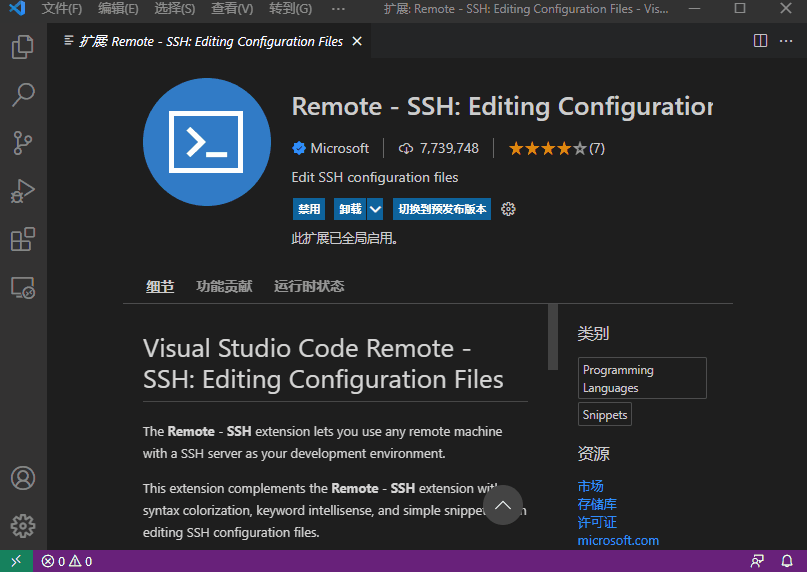 文件(F) 编辑(E) 选择(S) 查看(V) 转到(G) ··· 扩展: Remote - SSH: Editing Configuration Files - Vis...
扩展: Remote - SSH: Editing Configuration Files
Remote - SSH: Editing Configuration
Microsoft 7,739,748 (7)
Edit SSH configuration files
禁用 卸载 切换到预发布版本
此扩展已全局启用。
细节 功能贡献 运行时状态
Visual Studio Code Remote -
SSH: Editing Configuration Files
The Remote - SSH extension lets you use any remote machine
with a SSH server as your development environment.
This extension complements the Remote - SSH extension with
syntax colorization, keyword intellisense, and simple snippets
editing SSH configuration files.
类别
Programming
Languages
Snippets
资源
市场
存储库
许可证
microsoft.com
0 0